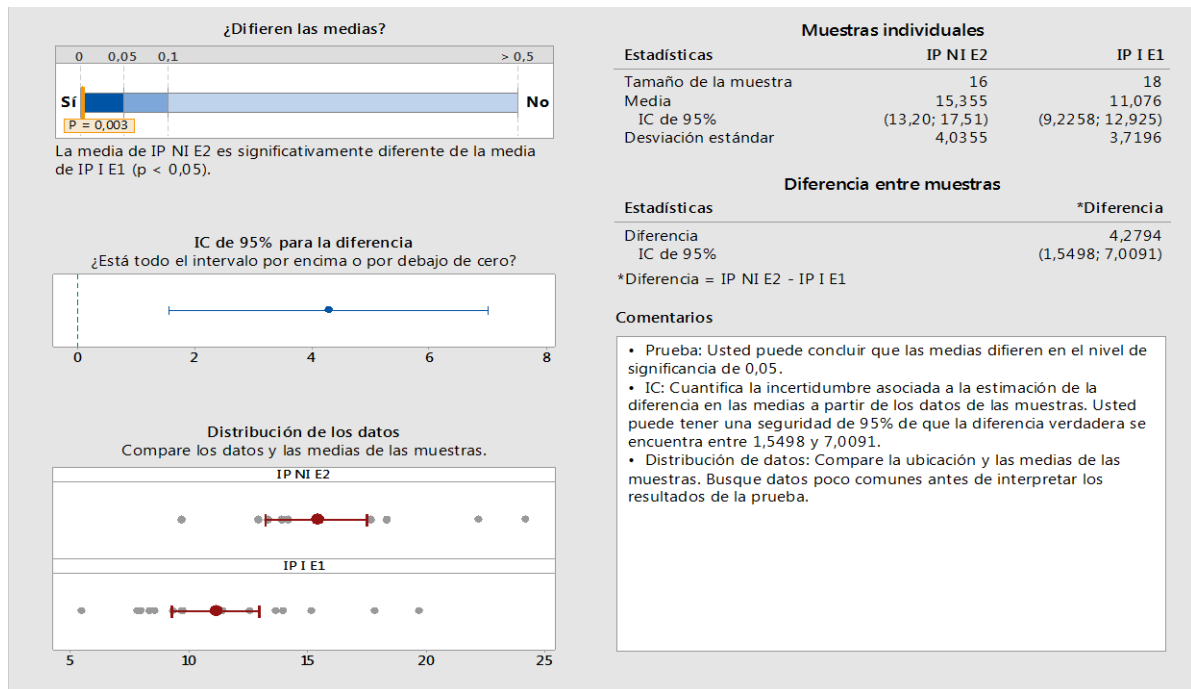 ¿Difieren las medias?
0 0,05 0,1 > 0,5
Sí No
P = 0,003
La media de IP NI E2 es significativamente diferente de la media
de IP I E1 (p < 0,05).
IC de 95% para la diferencia
¿Está todo el intervalo por encima o por debajo de cero?
0 2 4 6 8
Distribución de los datos
Compare los datos y las medias de las muestras.
IP NI E2
IP I E1
5 10 15 20 25
Muestras individuales
Estadísticas IP NI E2 IP I E1
Tamaño de la muestra 16 18
Media 15,355 11,076
IC de 95% (13,20; 17,51) (9,2258; 12,925)
Desviación estándar 4,0355 3,7196
Diferencia entre muestras
Estadísticas *Diferencia
Diferencia 4,2794
IC de 95% (1,5498; 7,0091)
*Diferencia = IP NI E2 - IP I E1
Comentarios
• Prueba: Usted puede concluir que las medias difieren en el nivel de
significancia de 0,05.
• IC: Cuantifica la incertidumbre asociada a la estimación de la
diferencia en las medias a partir de los datos de las muestras. Usted
puede tener una seguridad de 95% de que la diferencia verdadera se
encuentra entre 1,5498 y 7,0091.
• Distribución de datos: Compare la ubicación y las medias de las
muestras. Busque datos poco comunes antes de interpretar los
resultados de la prueba.